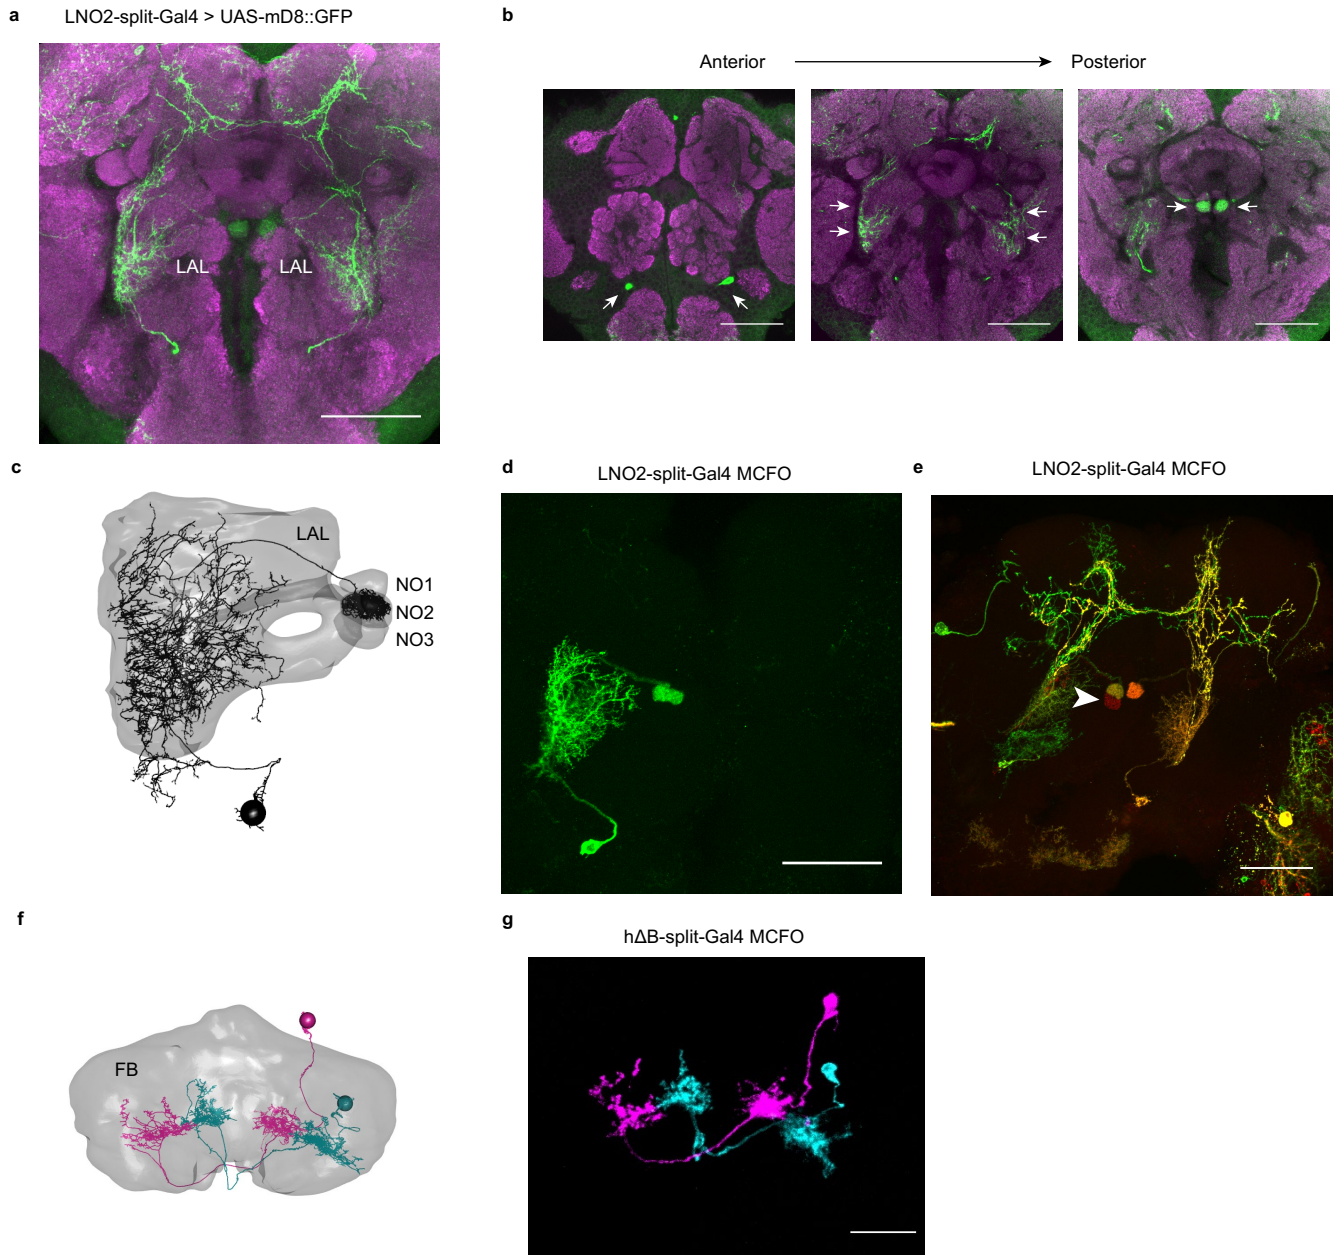 a
LNO2-split-Gal4 > UAS-mD8::GFP
LAL
LAL
b
Anterior
Posterior
c
LAL
NO1
NO2
NO3
d
LNO2-split-Gal4 MCFO
e
LNO2-split-Gal4 MCFO
f
FB
g
hΔB-split-Gal4 MCFO